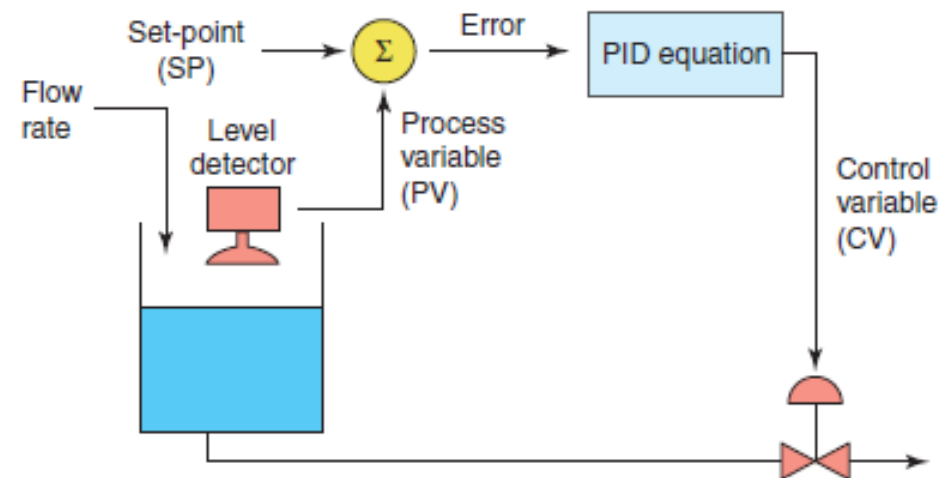 Set-point
(SP)
Σ
Error
PID equation
Flow
rate
Level
detector
Process
variable
(PV)
Control
variable
(CV)